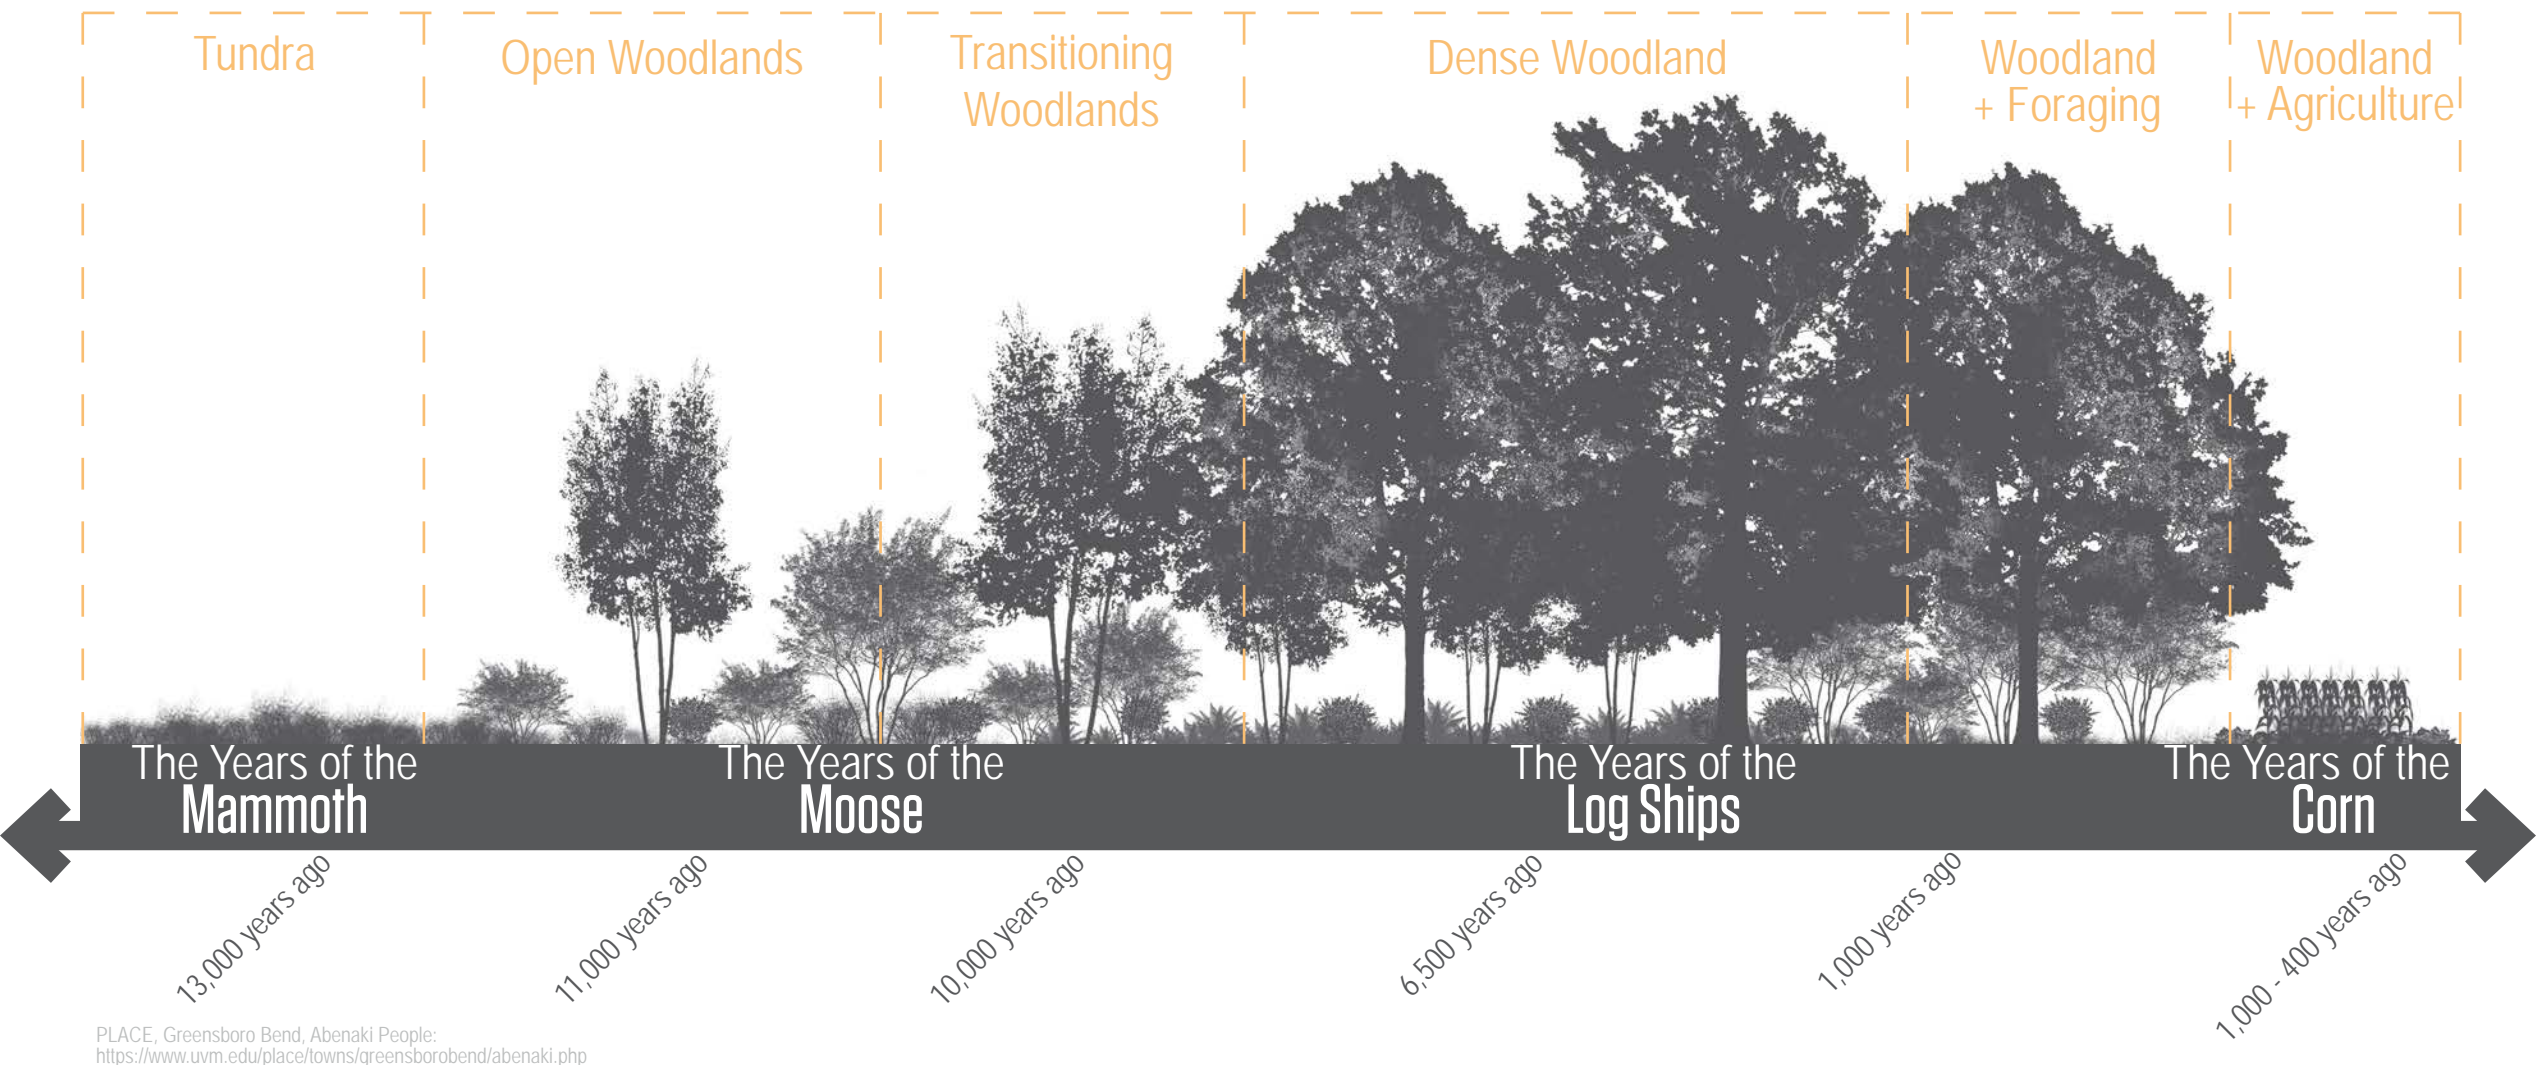 Tundra
Open Woodlands
Transitioning
Woodlands
Dense Woodland
Woodland
+ Foraging
Woodland
+ Agriculture
The Years of the
Mammoth
The Years of the
Moose
The Years of the
Log Ships
The Years of the
Corn
13,000 years ago
11,000 years ago
10,000 years ago
6,500 years ago
1,000 years ago
1,000 - 400 years ago
PLACE, Greensboro Bend, Abenaki People:
https://www.uvm.edu/place/towns/greensborobend/abenaki.php